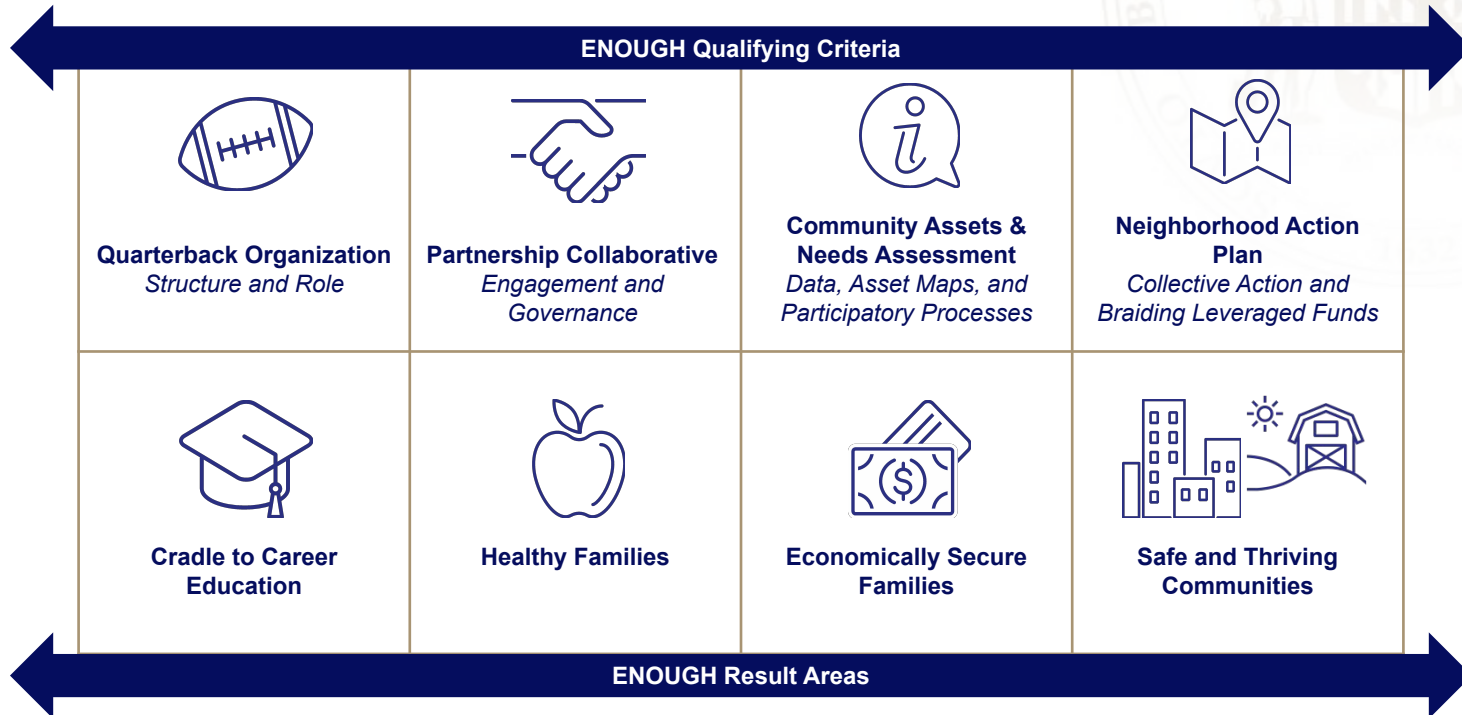 ENOUGH Qualifying Criteria
Quarterback Organization
Structure and Role
Partnership Collaborative
Engagement and
Governance
Community Assets &
Needs Assessment
Data, Asset Maps, and
Participatory Processes
Neighborhood Action
Plan
Collective Action and
Braiding Leveraged Funds
Cradle to Career
Education
Healthy Families
Economically Secure
Families
Safe and Thriving
Communities
ENOUGH Result Areas